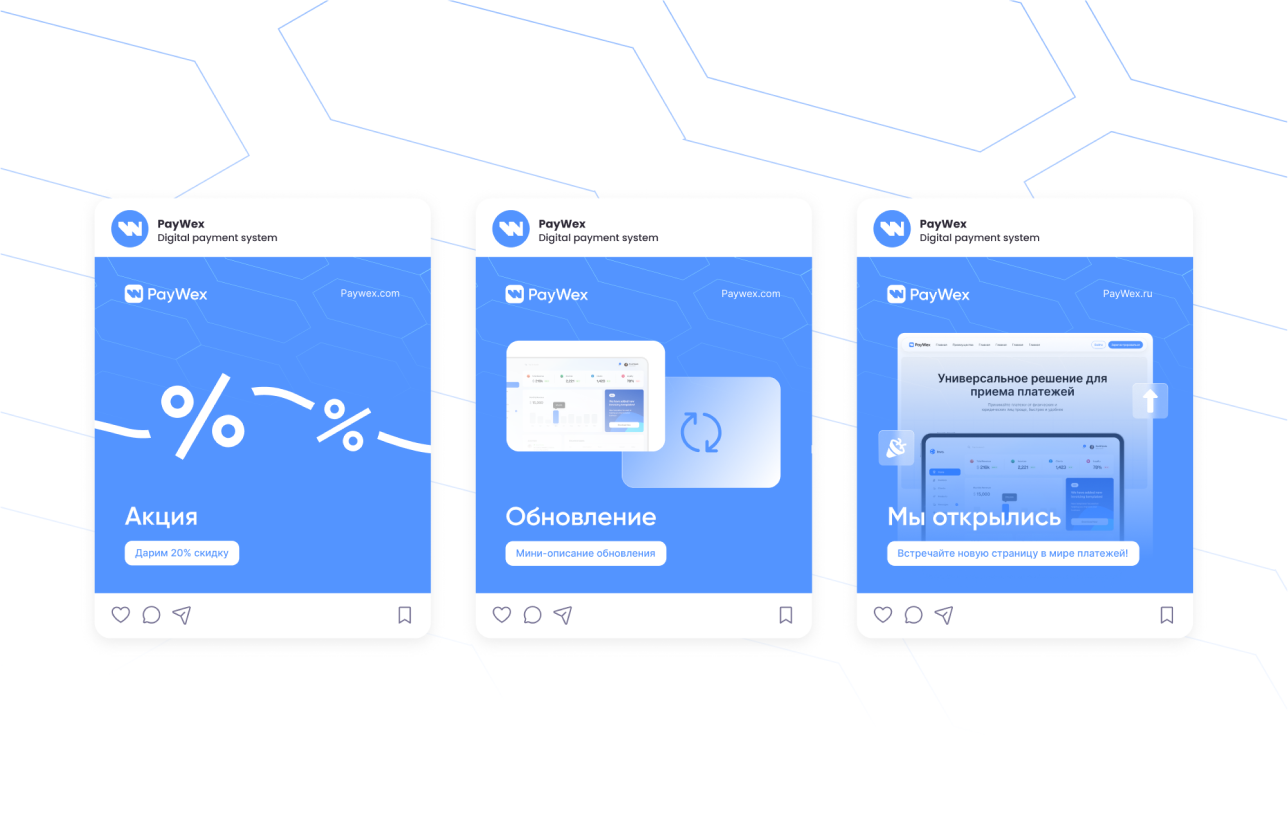 PayWex
Digital payment system
PayWex
Paywex.com
%
%
Акция
Дарим 20% скидку
PayWex
Digital payment system
PayWex
Paywex.com
Обновление
Мини-описание обновления
PayWex
Digital payment system
PayWex
PayWex.ru
PayWex
Универсальное решение для
приема платежей
Мы открылись
Встречайте новую страницу в мире платежей!